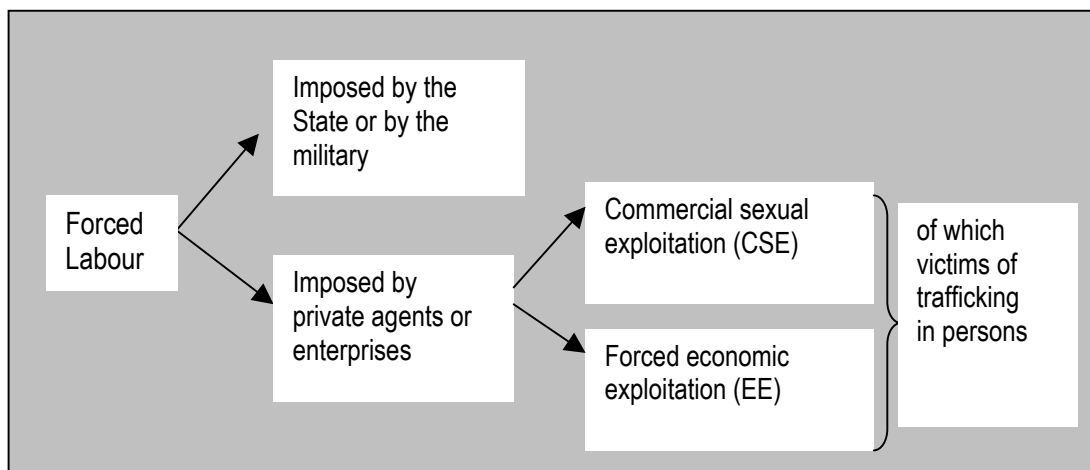 Forced
Labour
Imposed by the
State or by the
military
Imposed by
private agents or
enterprises
Commercial sexual
exploitation (CSE)
Forced economic
exploitation (EE)
of which
victims of
trafficking
in persons